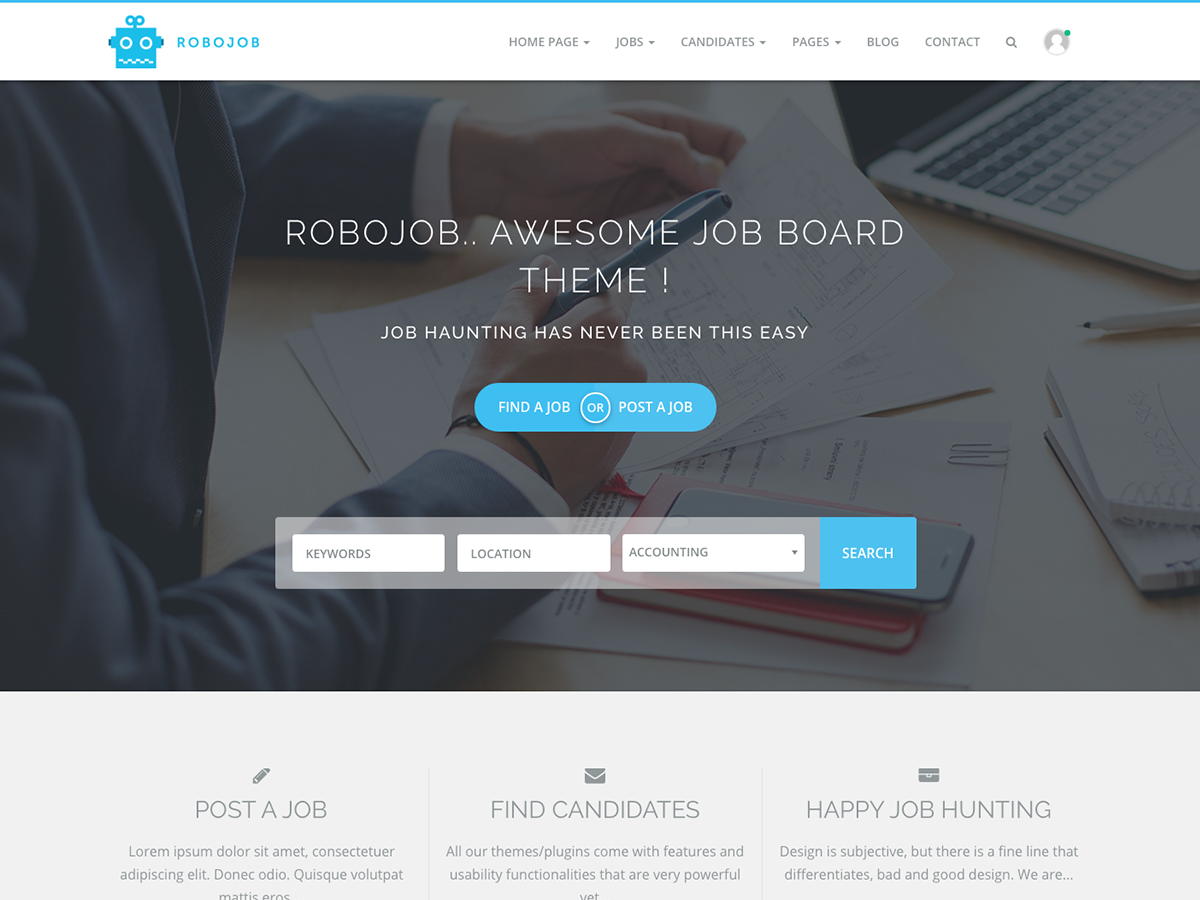 ROBOJOB
HOME PAGE JOBS CANDIDATES PAGES BLOG CONTACT
ROBOJOB.. AWESOME JOB BOARD
THEME !
JOB HAUNTING HAS NEVER BEEN THIS EASY
FIND A JOB OR POST A JOB
KEYWORDS LOCATION ACCOUNTING SEARCH
POST A JOB
Lorem ipsum dolor sit amet, consectetuer
adipiscing elit. Donec odio. Quisque volutpat
mattis eros
FIND CANDIDATES
All our themes/plugins come with features and
usability functionalities that are very powerful
yet
HAPPY JOB HUNTING
Design is subjective, but there is a fine line that
differentiates, bad and good design. We are...